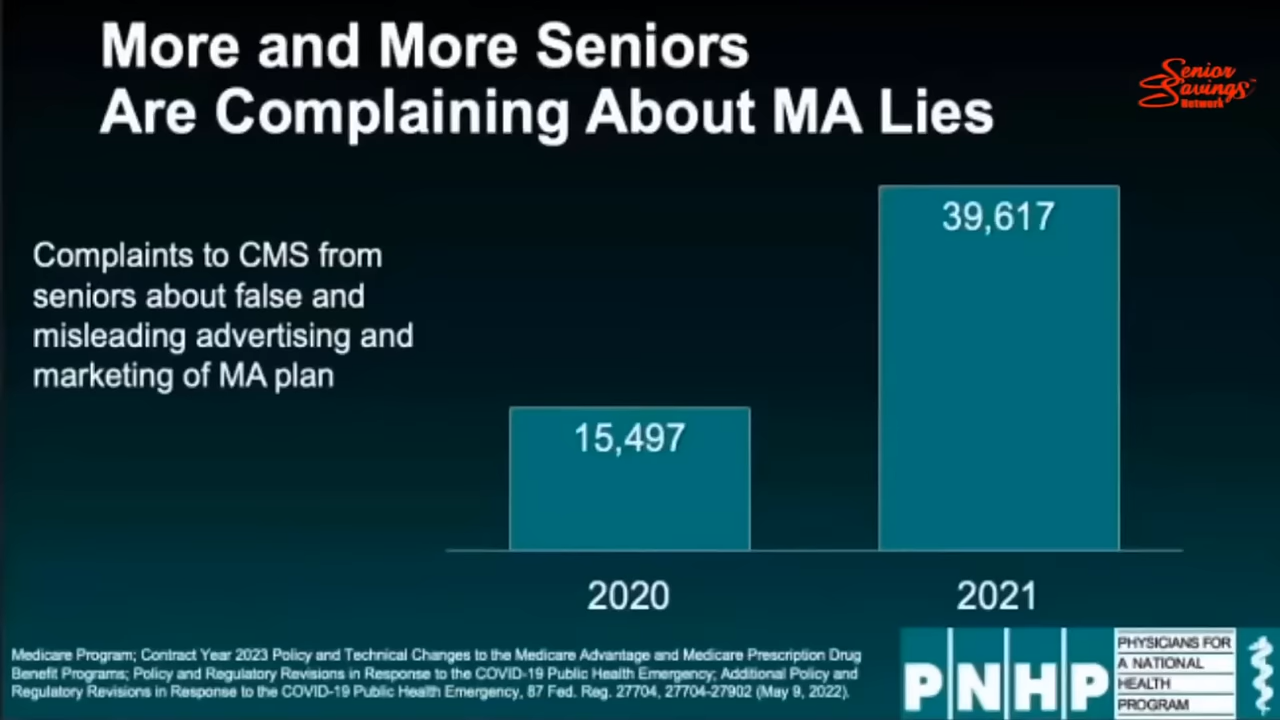 More and More Seniors
Are Complaining About MA Lies
Senior
Savings™
Network
Complaints to CMS from
seniors about false and
misleading advertising and
marketing of MA plan
15,497
39,617
2020
2021
Medicare Program; Contract Year 2023 Policy and Technical Changes to the Medicare Advantage and Medicare Prescription Drug
Benefit Programs; Policy and Regulatory Revisions in Response to the COVID-19 Public Health Emergency; Additional Policy and
Regulatory Revisions in Response to the COVID-19 Public Health Emergency, 87 Fed. Reg. 27704, 27704-27902 (May 9, 2022).
PNHP
PHYSICIANS FOR
A NATIONAL
HEALTH
PROGRAM